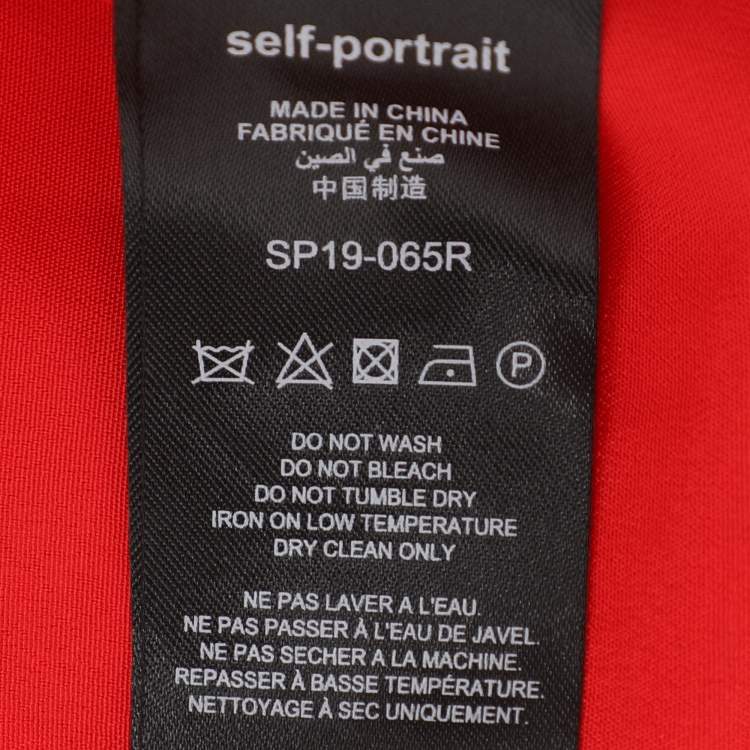 self-portrait
MADE IN CHINA
FABRIQUÉ EN CHINE
صنع في الصين
中国制造
SP19-065R
P
DO NOT WASH
DO NOT BLEACH
DO NOT TUMBLE DRY
IRON ON LOW TEMPERATURE
DRY CLEAN ONLY
NE PAS LAVER A L'EAU.
NE PAS PASSER À L'EAU DE JAVEL.
NE PAS SECHER A LA MACHINE.
REPASSER À BASSE TEMPÉRATURE.
NETTOYAGE À SEC UNIQUEMENT.